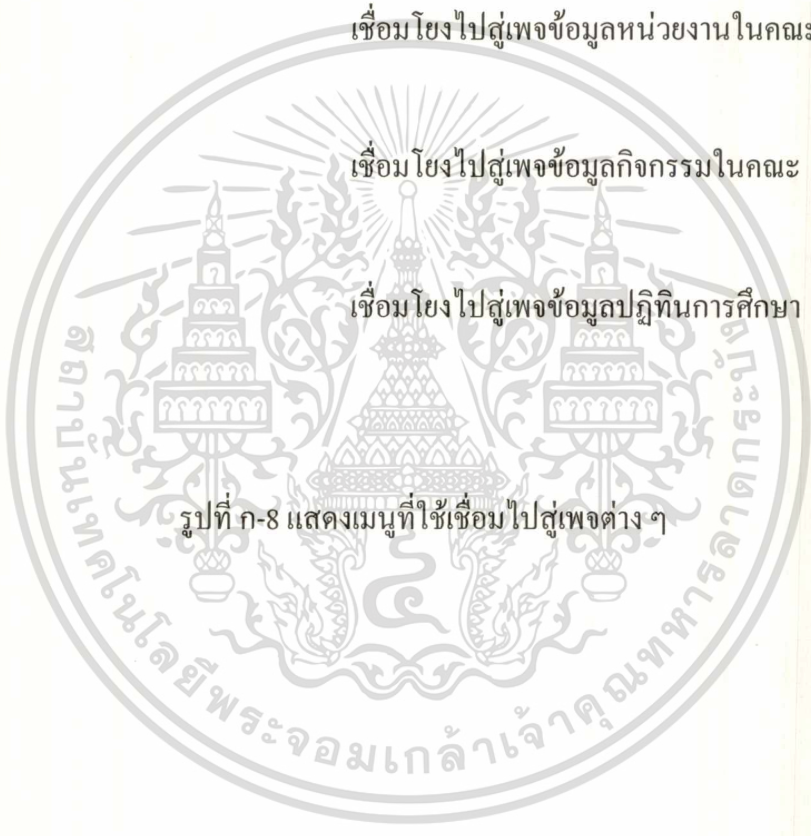 เชื่อมโยงไปสู่เพจข้อมูลหน่วยงานในคณะ
เชื่อมโยงไปสู่เพจข้อมูลกิจกรรมในคณะ
เชื่อมโยงไปสู่เพจข้อมูลปฏิทินการศึกษา
รูปที่ ก-8 แสดงเมนูที่ใช้เชื่อมไปสู่เพจต่าง ๆ
สถาบันเทคโนโลยีพระจอมเกล้าเจ้าคุณทหารลาดกระบัง